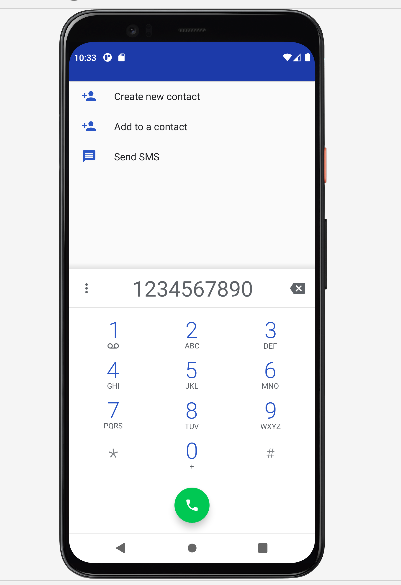 10:33
Create new contact
Add to a contact
Send SMS
1234567890
1 2 3
ABC DEF
4 5 6
GHI JKL MNO
7 8 9
PQRS TUV WXYZ
* 0 #
+